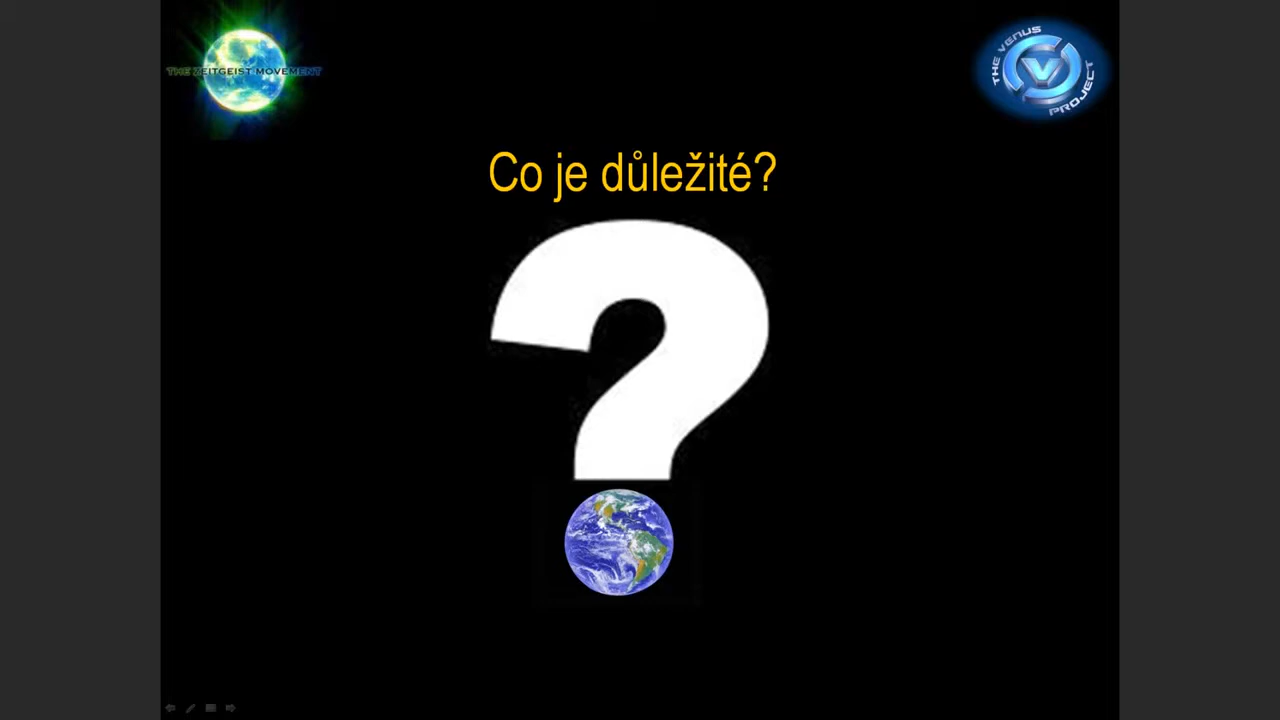 THE ZEITGEIST MOVEMENT
THE VENUS PROJECT
V
Co je důležité?
?